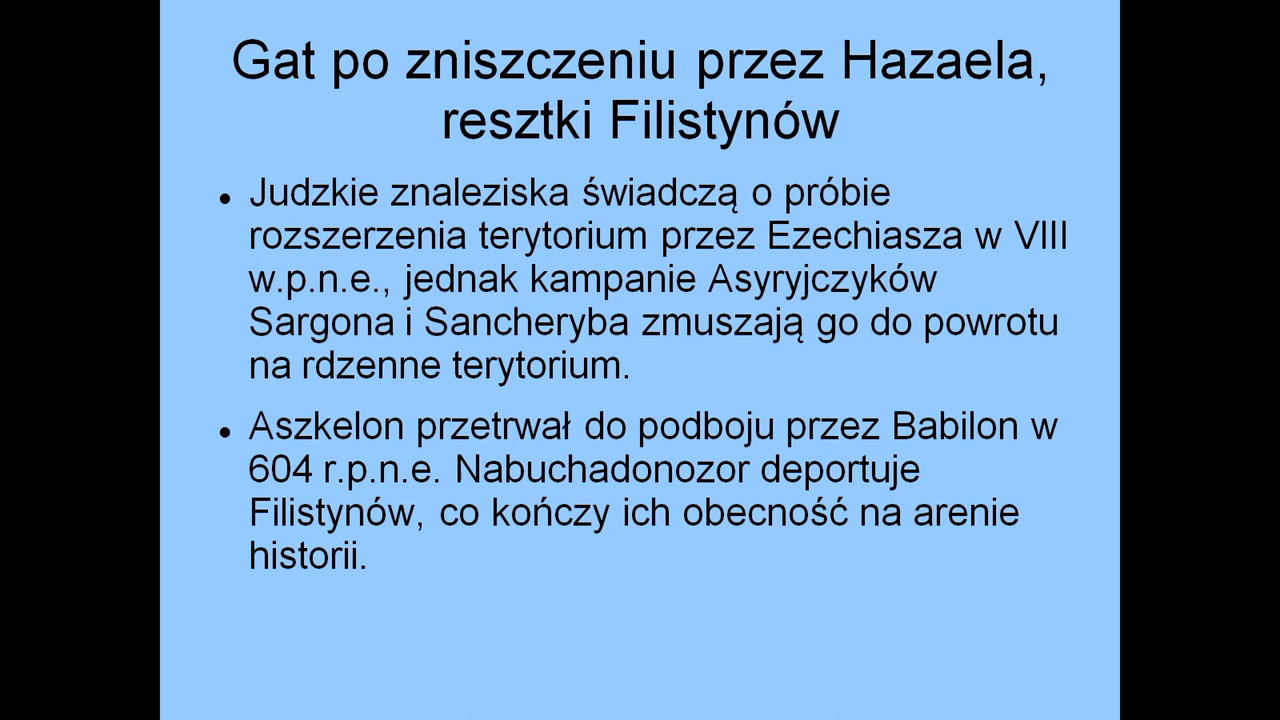 Gat po zniszczeniu przez Hazaela,
resztki Filistynów
● Judzkie znaleziska świadczą o próbie
rozszerzenia terytorium przez Ezechiasza w VIII
w.p.n.e., jednak kampanie Asyryjczyków
Sargona i Sancheryba zmuszają go do powrotu
na rdzenne terytorium.
● Aszkelon przetrwał do podboju przez Babilon w
604 r.p.n.e. Nabuchadonozor deportuje
Filistynów, co kończy ich obecność na arenie
historii.